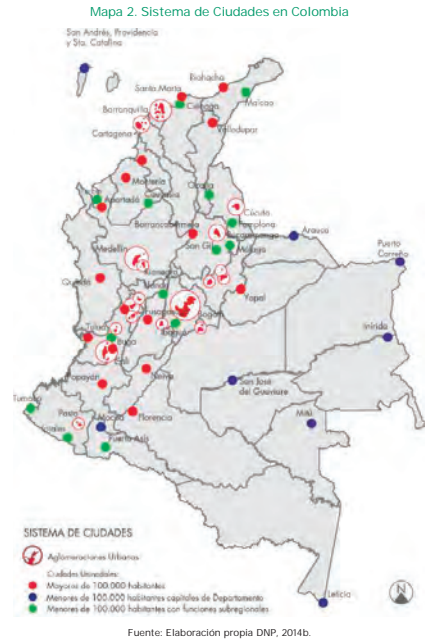 Mapa 2. Sistema de Ciudades en Colombia
San Andrés, Providencia
y Sta. Catalina
Riohacha
Santa Marta
Maicao
Barranquilla
Ciénaga
Cartagena
Valledupar
Montería
Ocaña
Apartadó
Cúcuta
Pamplona
Barrancabermeja
Arauca
San Gil
Málaga
Puerto
Carreño
Medellín
Rionegro
Quibdó
Yopal
Bogotá
Tuluá
Ibagué
Inírida
Buga
Cali
Popayán
Neiva
San José
del Guaviare
Tumaco
Mitú
Pasto
Florencia
Mocoa
Ipiales
Puerto Asís
Leticia
N
SISTEMA DE CIUDADES
Aglomeraciones Urbanas
Ciudades Uninodales:
Mayores de 100.000 habitantes
Menores de 100.000 habitantes capitales de Departamento
Menores de 100.000 habitantes con funciones subregionales
Fuente: Elaboración propia DNP, 2014b.